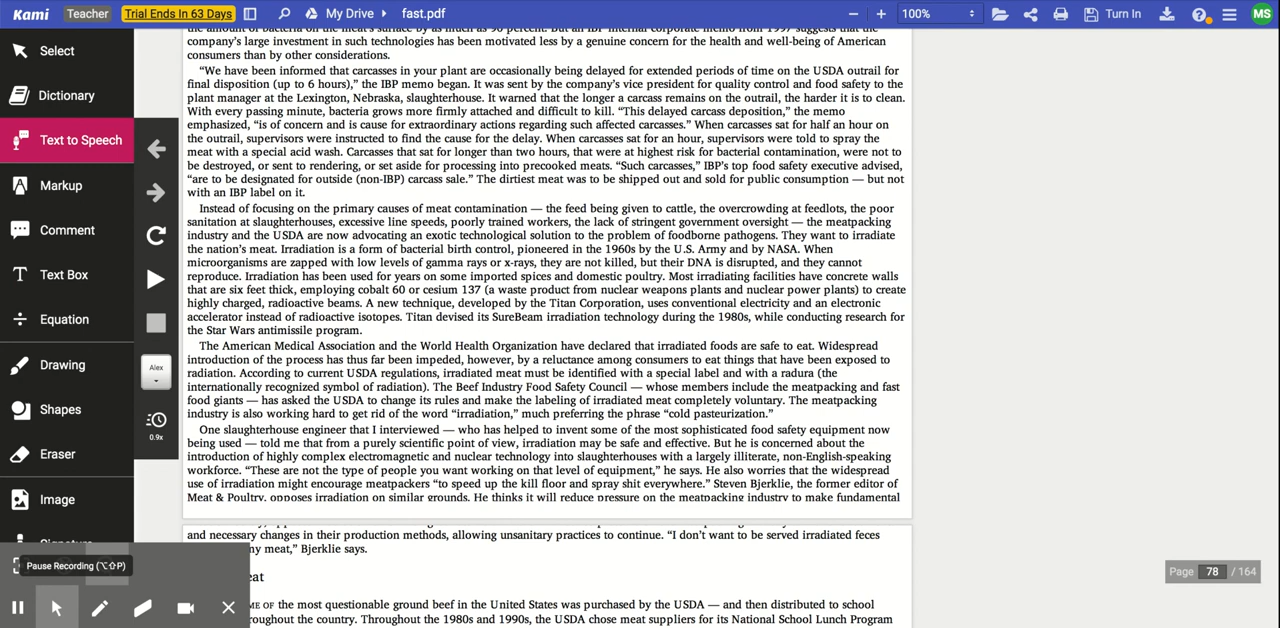 Kami Teacher Trial Ends In 63 Days My Drive fast.pdf 100% Turn In MS
Select
Dictionary
Text to Speech
Markup
Comment
Text Box
Equation
Drawing
Shapes
Eraser
Image
Alex
0.9x
Pause Recording (⌥⇧P)
company's large investment in such technologies has been motivated less by a genuine concern for the health and well-being of American
consumers than by other considerations.
“We have been informed that carcasses in your plant are occasionally being delayed for extended periods of time on the USDA outrail for
final disposition (up to 6 hours),” the IBP memo began. It was sent by the company's vice president for quality control and food safety to the
plant manager at the Lexington, Nebraska, slaughterhouse. It warned that the longer a carcass remains on the outrail, the harder it is to clean.
With every passing minute, bacteria grows more firmly attached and difficult to kill. “This delayed carcass deposition,” the memo
emphasized, “is of concern and is cause for extraordinary actions regarding such affected carcasses.” When carcasses sat for half an hour on
the outrail, supervisors were instructed to find the cause for the delay. When carcasses sat for an hour, supervisors were told to spray the
meat with a special acid wash. Carcasses that sat for longer than two hours, that were at highest risk for bacterial contamination, were not to
be destroyed, or sent to rendering, or set aside for processing into precooked meats. “Such carcasses,” IBP's top food safety executive advised,
“are to be designated for outside (non-IBP) carcass sale.” The dirtiest meat was to be shipped out and sold for public consumption — but not
with an IBP label on it.
Instead of focusing on the primary causes of meat contamination — the feed being given to cattle, the overcrowding at feedlots, the poor
sanitation at slaughterhouses, excessive line speeds, poorly trained workers, the lack of stringent government oversight — the meatpacking
industry and the USDA are now advocating an exotic technological solution to the problem of foodborne pathogens. They want to irradiate
the nation's meat. Irradiation is a form of bacterial birth control, pioneered in the 1960s by the U.S. Army and by NASA. When
microorganisms are zapped with low levels of gamma rays or x-rays, they are not killed, but their DNA is disrupted, and they cannot
reproduce. Irradiation has been used for years on some imported spices and domestic poultry. Most irradiating facilities have concrete walls
that are six feet thick, employing cobalt 60 or cesium 137 (a waste product from nuclear weapons plants and nuclear power plants) to create
highly charged, radioactive beams. A new technique, developed by the Titan Corporation, uses conventional electricity and an electronic
accelerator instead of radioactive isotopes. Titan devised its SureBeam irradiation technology during the 1980s, while conducting research for
the Star Wars antimissile program.
The American Medical Association and the World Health Organization have declared that irradiated foods are safe to eat. Widespread
introduction of the process has thus far been impeded, however, by a reluctance among consumers to eat things that have been exposed to
radiation. According to current USDA regulations, irradiated meat must be identified with a special label and with a radura (the
internationally recognized symbol of radiation). The Beef Industry Food Safety Council — whose members include the meatpacking and fast
food giants — has asked the USDA to change its rules and make the labeling of irradiated meat completely voluntary. The meatpacking
industry is also working hard to get rid of the word “irradiation,” much preferring the phrase “cold pasteurization.”
One slaughterhouse engineer that I interviewed — who has helped to invent some of the most sophisticated food safety equipment now
being used — told me that from a purely scientific point of view, irradiation may be safe and effective. But he is concerned about the
introduction of highly complex electromagnetic and nuclear technology into slaughterhouses with a largely illiterate, non-English-speaking
workforce. “These are not the type of people you want working on that level of equipment,” he says. He also worries that the widespread
use of irradiation might encourage meatpackers “to speed up the kill floor and spray shit everywhere.” Steven Bjerklie, the former editor of
Meat & Poultry, opposes irradiation on similar grounds. He thinks it will reduce pressure on the meatpacking industry to make fundamental
and necessary changes in their production methods, allowing unsanitary practices to continue. “I don't want to be served irradiated feces
my meat,” Bjerklie says.
eat
ME OF the most questionable ground beef in the United States was purchased by the USDA — and then distributed to school
roughout the country. Throughout the 1980s and 1990s, the USDA chose meat suppliers for its National School Lunch Program
Page 78 / 164